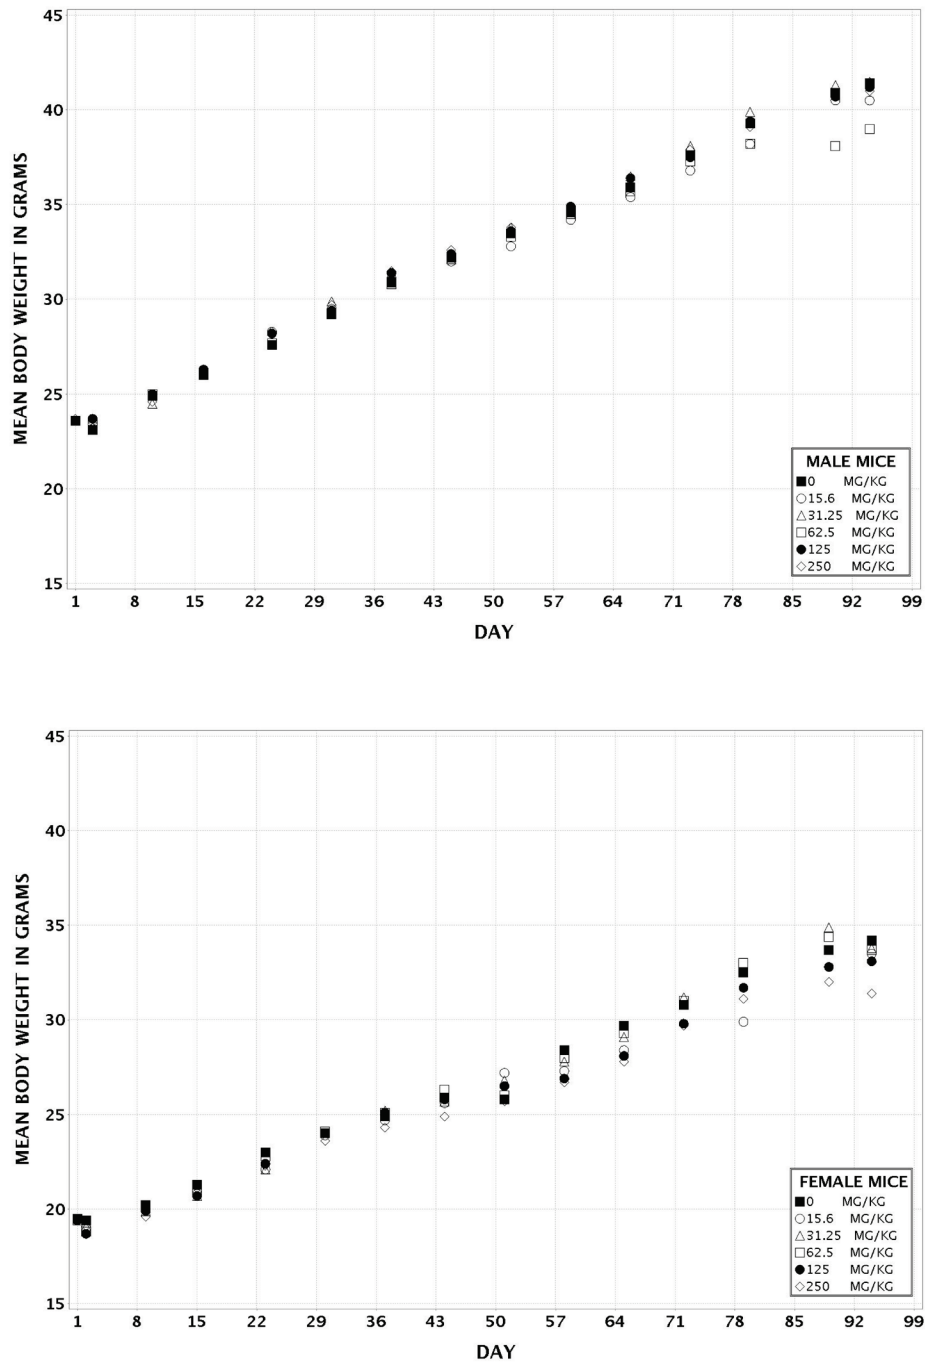 45
40
35
30
25
20
15
MEAN BODY WEIGHT IN GRAMS
MALE MICE
0 MG/KG
15.6 MG/KG
31.25 MG/KG
62.5 MG/KG
125 MG/KG
250 MG/KG
1 8 15 22 29 36 43 50 57 64 71 78 85 92 99
DAY
45
40
35
30
25
20
15
MEAN BODY WEIGHT IN GRAMS
FEMALE MICE
0 MG/KG
15.6 MG/KG
31.25 MG/KG
62.5 MG/KG
125 MG/KG
250 MG/KG
1 8 15 22 29 36 43 50 57 64 71 78 85 92 99
DAY